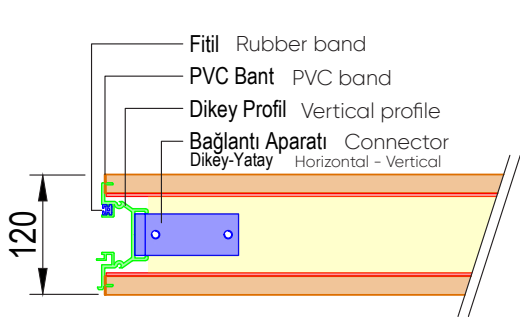 Fitil Rubber band
PVC Bant PVC band
Dikey Profil Vertical profile
Bağlantı Aparatı Connector
Dikey-Yatay Horizontal - Vertical
120